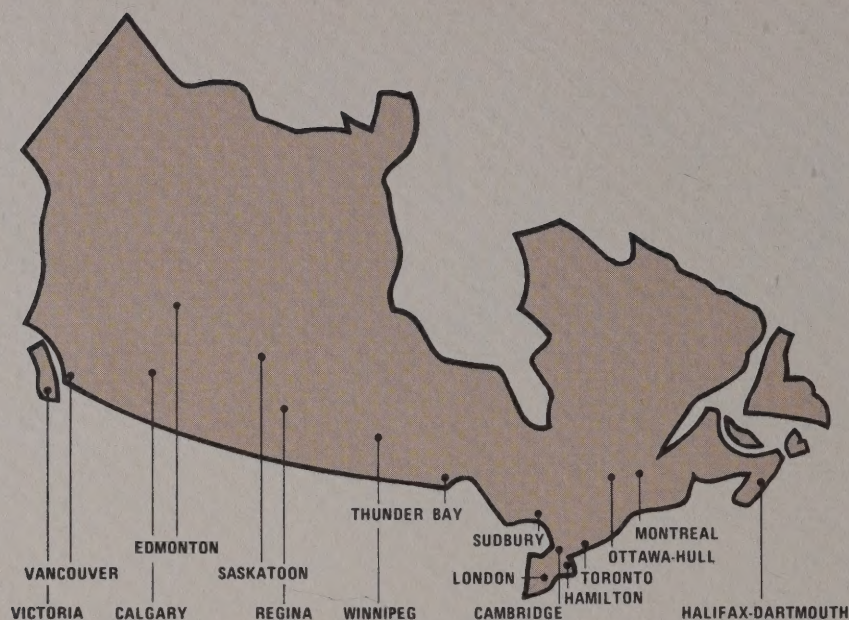 THUNDER BAY
MONTREAL
SUDBURY
EDMONTON
OTTAWA-HULL
VANCOUVER
SASKATOON
LONDON
TORONTO
HAMILTON
VICTORIA
CALGARY
REGINA
WINNIPEG
CAMBRIDGE
HALIFAX-DARTMOUTH